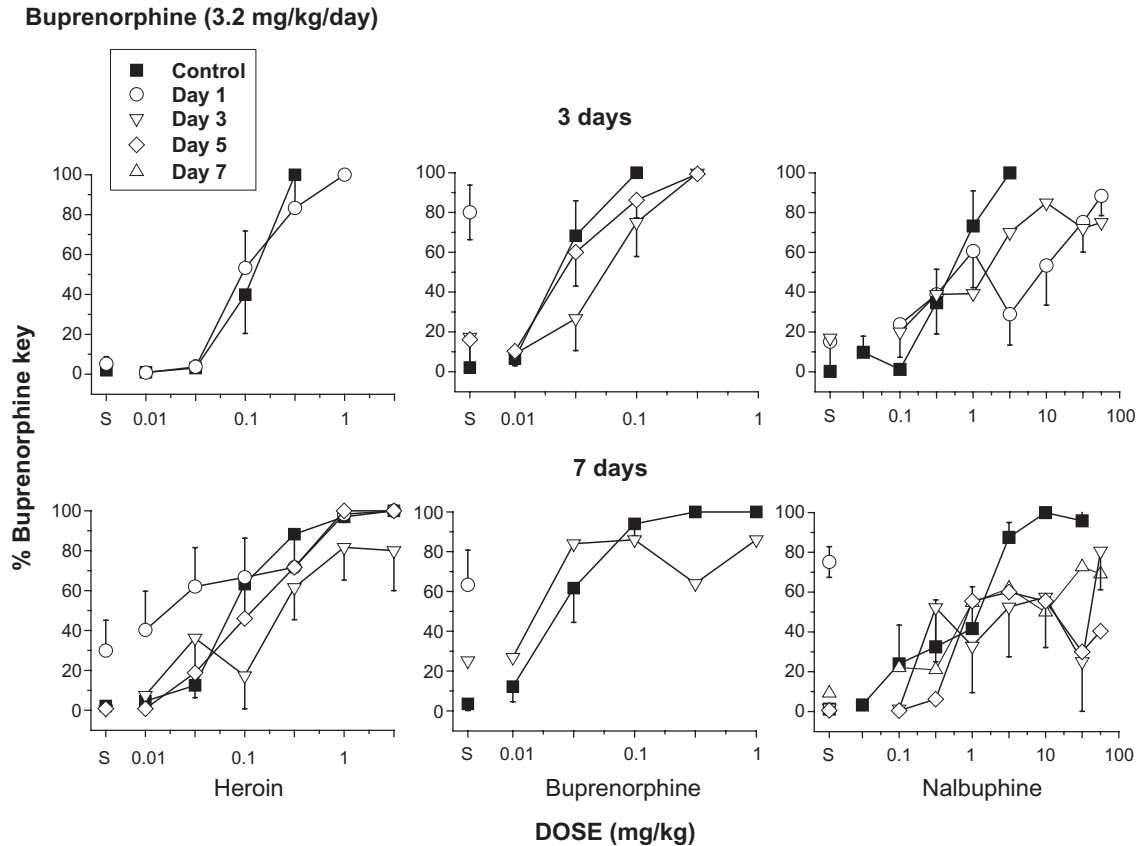 Buprenorphine (3.2 mg/kg/day)
Control
Day 1
Day 3
Day 5
Day 7
3 days
% Buprenorphine key
100
80
60
40
20
0
S 0.01 0.1 1
100
80
60
40
20
0
S 0.01 0.1 1
100
80
60
40
20
0
S 0.1 1 10 100
7 days
100
80
60
40
20
0
S 0.01 0.1 1
Heroin
100
80
60
40
20
0
S 0.01 0.1 1
Buprenorphine
100
80
60
40
20
0
S 0.1 1 10 100
Nalbuphine
DOSE (mg/kg)